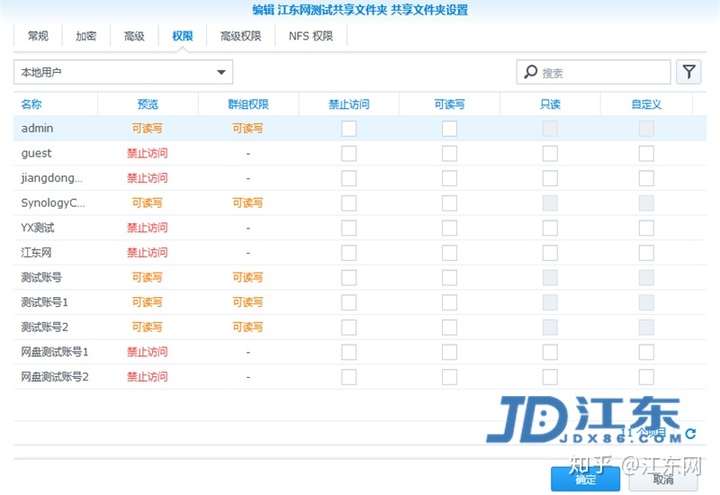 编辑 江东网测试共享文件夹 共享文件夹设置
常规 加密 高级 权限 高级权限 NFS 权限
本地用户 搜索
名称 预览 群组权限 禁止访问 可读写 只读 自定义
admin 可读写 可读写
guest 禁止访问 -
jiangdong... 禁止访问 -
SynologyC... 可读写 可读写
YX测试 禁止访问 -
江东网 禁止访问 -
测试账号 可读写 可读写
测试账号1 可读写 可读写
测试账号2 可读写 可读写
网盘测试账号1 禁止访问 -
网盘测试账号2 禁止访问 -
JD江东
11 个项目
JDX86.COM
知乎 @江东网
确定 取消